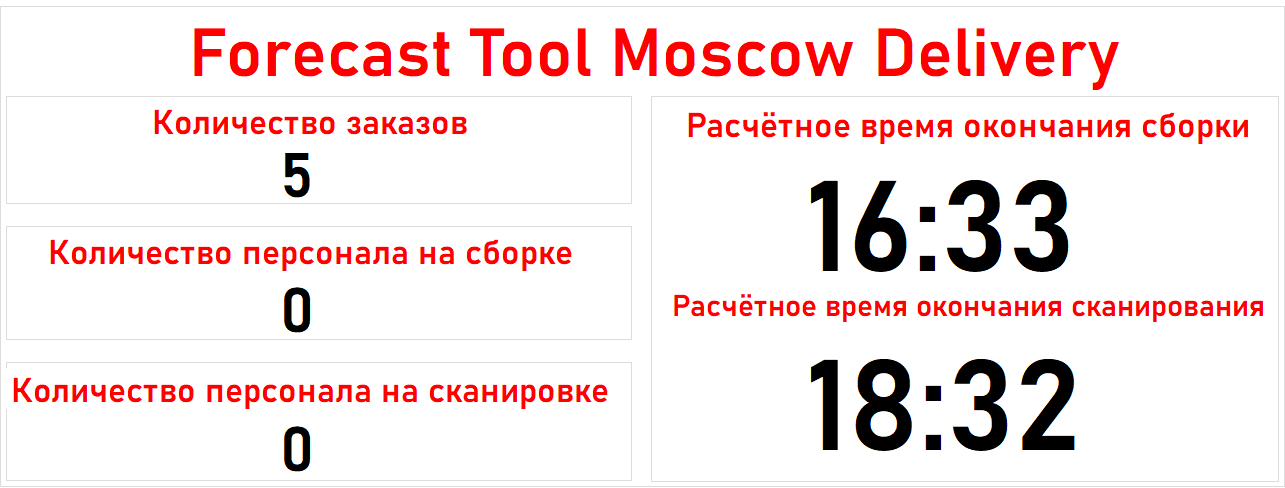 Forecast Tool Moscow Delivery
Количество заказов
5
Количество персонала на сборке
0
Количество персонала на сканировке
0
Расчётное время окончания сборки
16:33
Расчётное время окончания сканирования
18:32